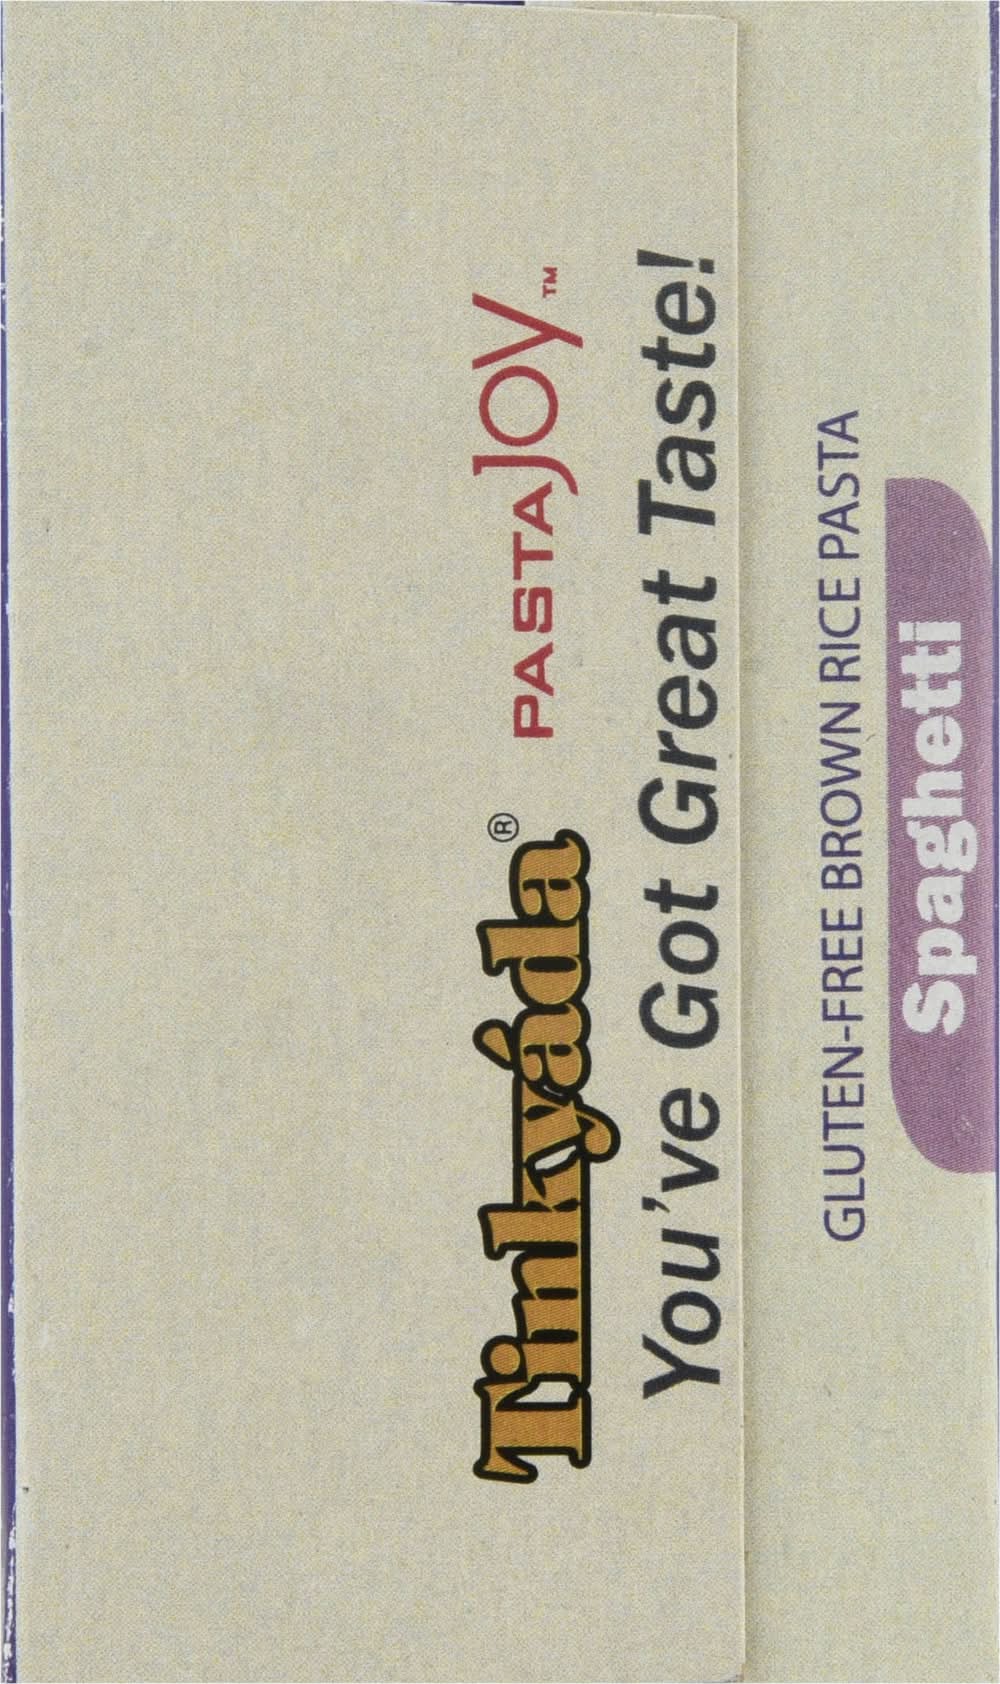 Tinkyáda® PASTAJOY™
You've Got Great Taste!
GLUTEN-FREE BROWN RICE PASTA
Spaghetti